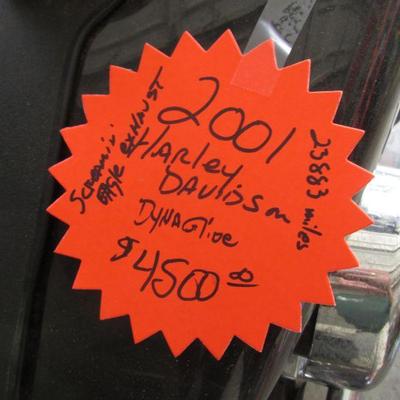 2001
HARLEY
DAVIDSON
DYNAGLIDE
$4500 00
SCREAMIN'
EAGLE EXHAUST
23883 miles